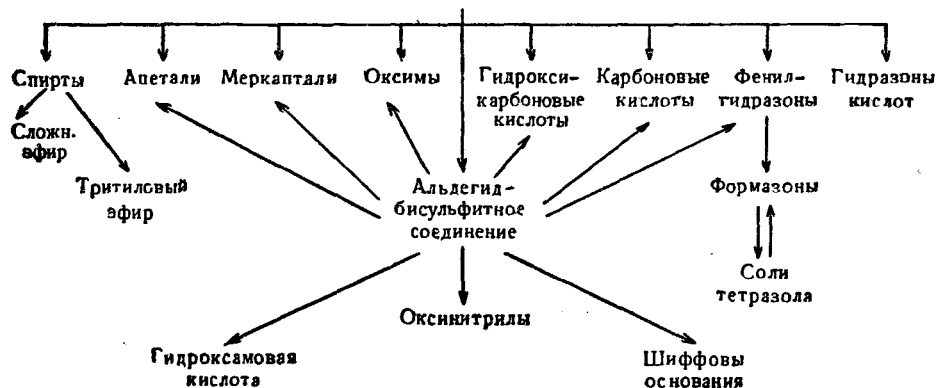 Спирты
Апетали
Меркаптали
Оксимы
Гидрокси-
карбоновые
кислоты
Карбоновые
кислоты
Фенил-
гидразоны
Гидразоны
кислот
Сложн.
эфир
Тритиловый
эфир
Альдегид-
бисульфитное
соединение
Формазоны
Соли
тетразола
Оксинитрилы
Гидроксамовая
кислота
Шиффовы
основания